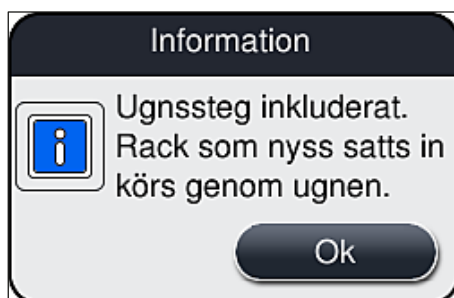 Information
Ugnssteg inkluderat.
Rack som nyss satts in
körs genom ugnen.
Ok